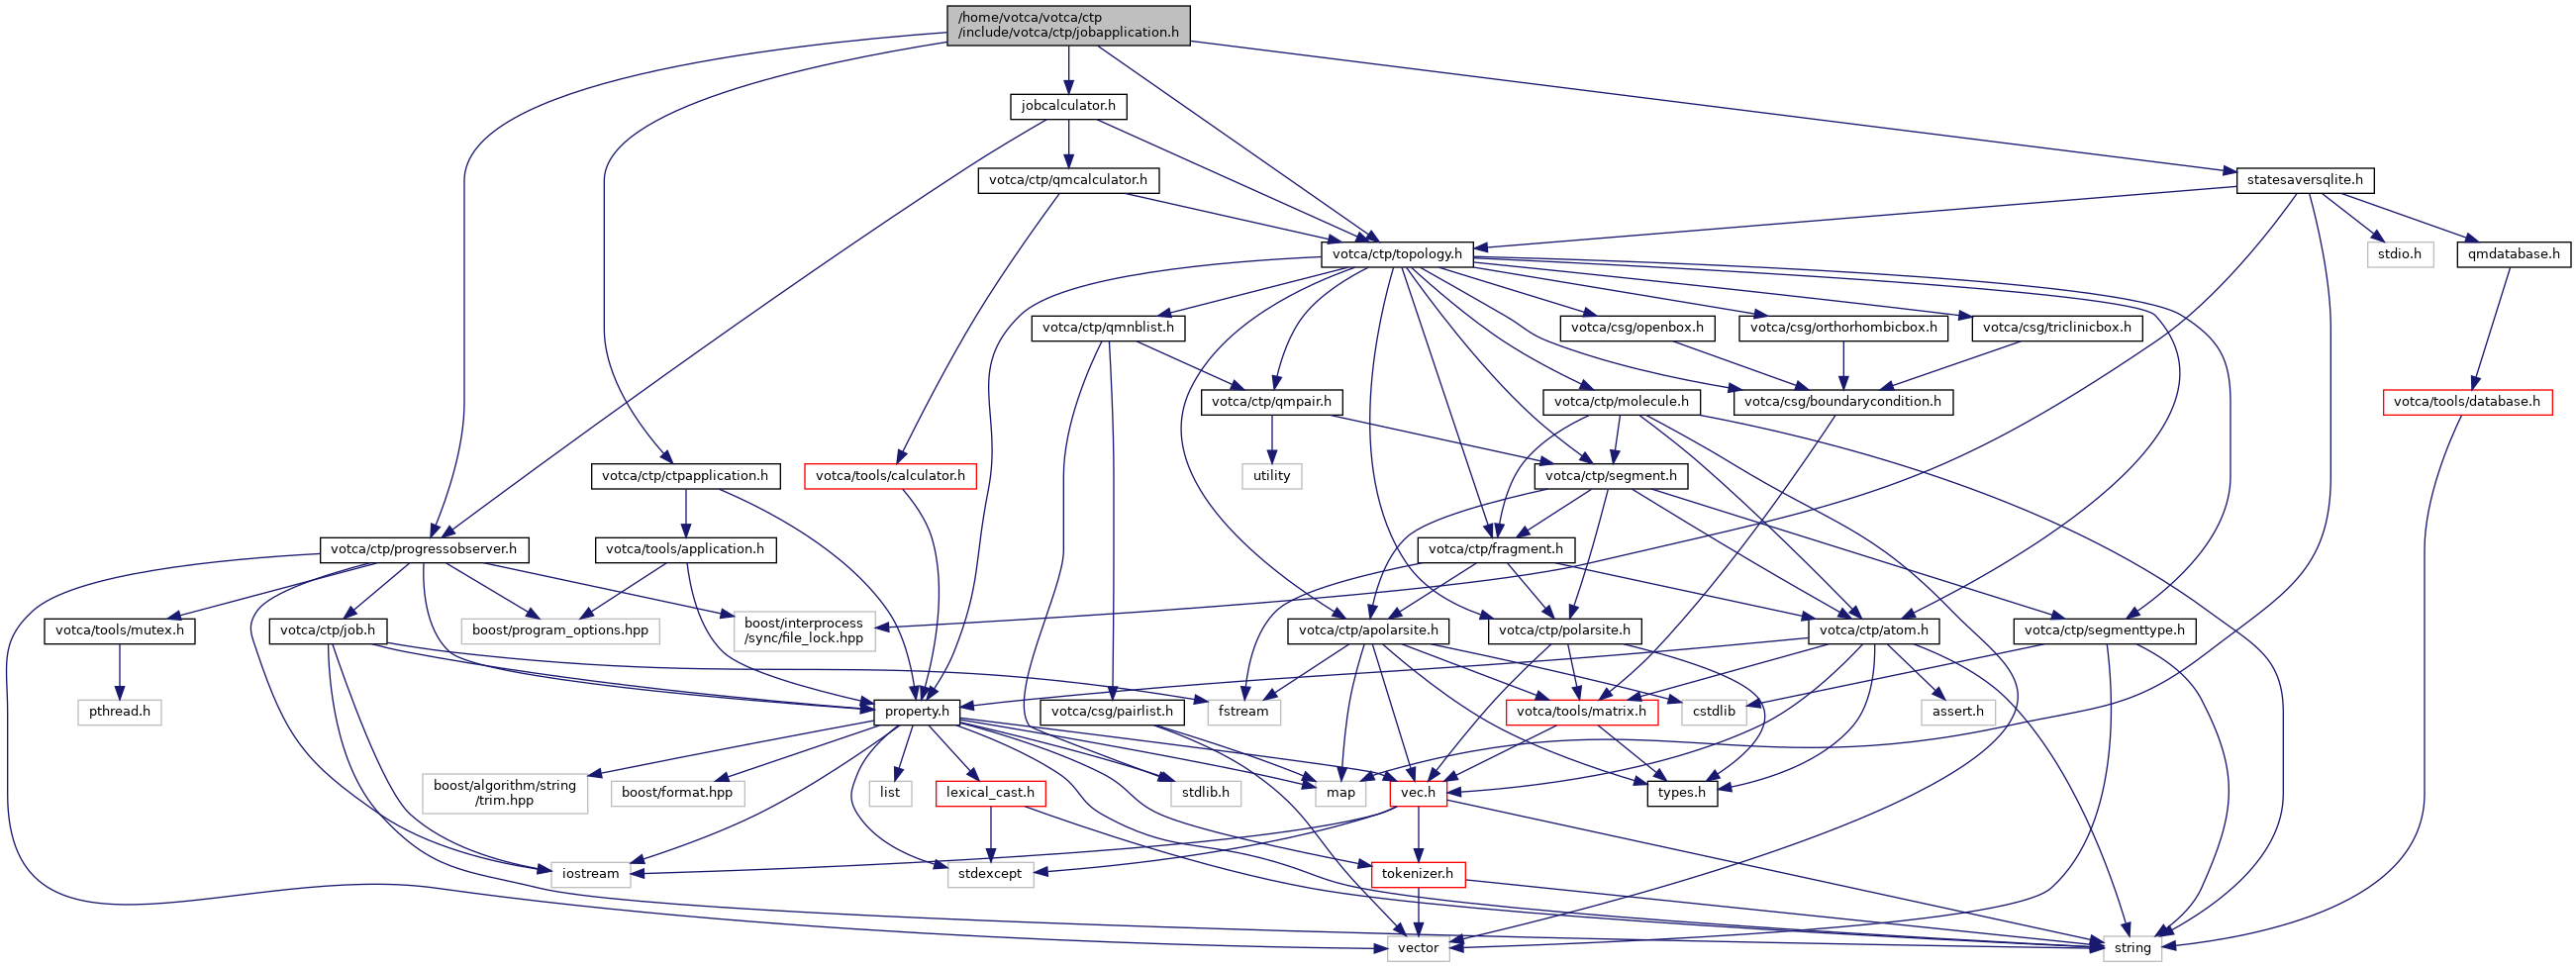 /home/votca/votca/ctp
/include/votca/ctp/jobapplication.h
jobcalculator.h
votca/ctp/qmcalculator.h
statesaversqlite.h
votca/ctp/topology.h
stdio.h
qmdatabase.h
votca/ctp/qmnblist.h
votca/csg/openbox.h
votca/csg/orthorhombicbox.h
votca/csg/triclinicbox.h
votca/ctp/qmpair.h
votca/ctp/molecule.h
votca/csg/boundarycondition.h
votca/tools/database.h
votca/ctp/ctpapplication.h
votca/tools/calculator.h
utility
votca/ctp/segment.h
votca/ctp/progressobserver.h
votca/tools/application.h
votca/ctp/fragment.h
votca/tools/mutex.h
votca/ctp/job.h
boost/program_options.hpp
boost/interprocess
/sync/file_lock.hpp
votca/ctp/apolarsite.h
votca/ctp/polarsite.h
votca/ctp/atom.h
votca/ctp/segmenttype.h
pthread.h
property.h
votca/csg/pairlist.h
fstream
votca/tools/matrix.h
cstdlib
assert.h
boost/algorithm/string
/trim.hpp
boost/format.hpp
list
lexical_cast.h
stdlib.h
map
vec.h
types.h
iostream
stdexcept
tokenizer.h
vector
string